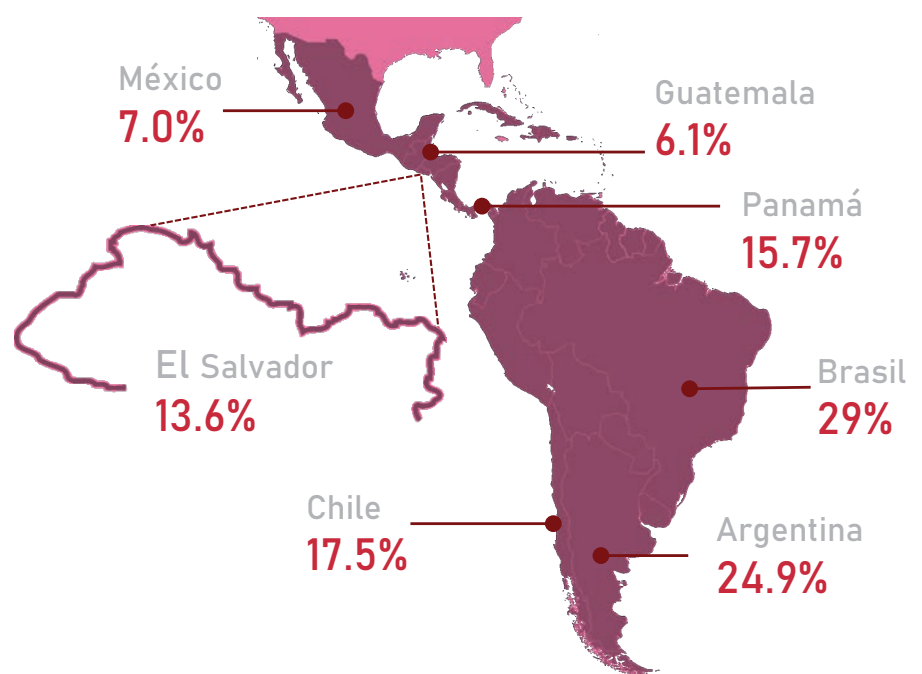 México
7.0%
Guatemala
6.1%
Panamá
15.7%
El Salvador
13.6%
Brasil
29%
Chile
17.5%
Argentina
24.9%